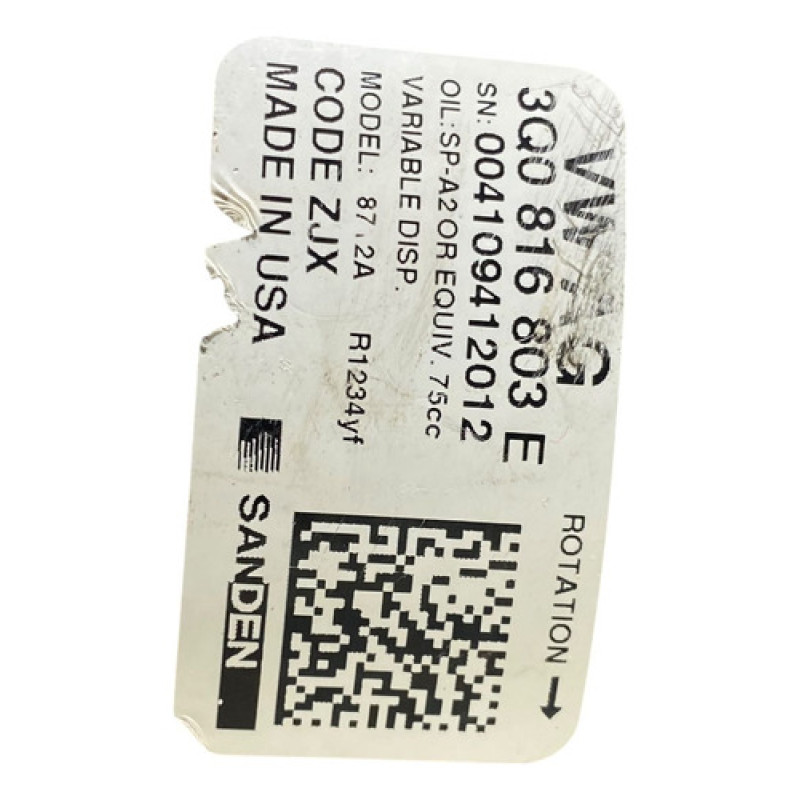 VW AG
3Q0 816 803 E
SN: 00410941 2012
OIL:SP-A2 OR EQUIV. 75cc
VARIABLE DISP.
MODEL: 87.2A R1234yf
CODE ZJX
MADE IN USA
SANDEN
ROTATION →